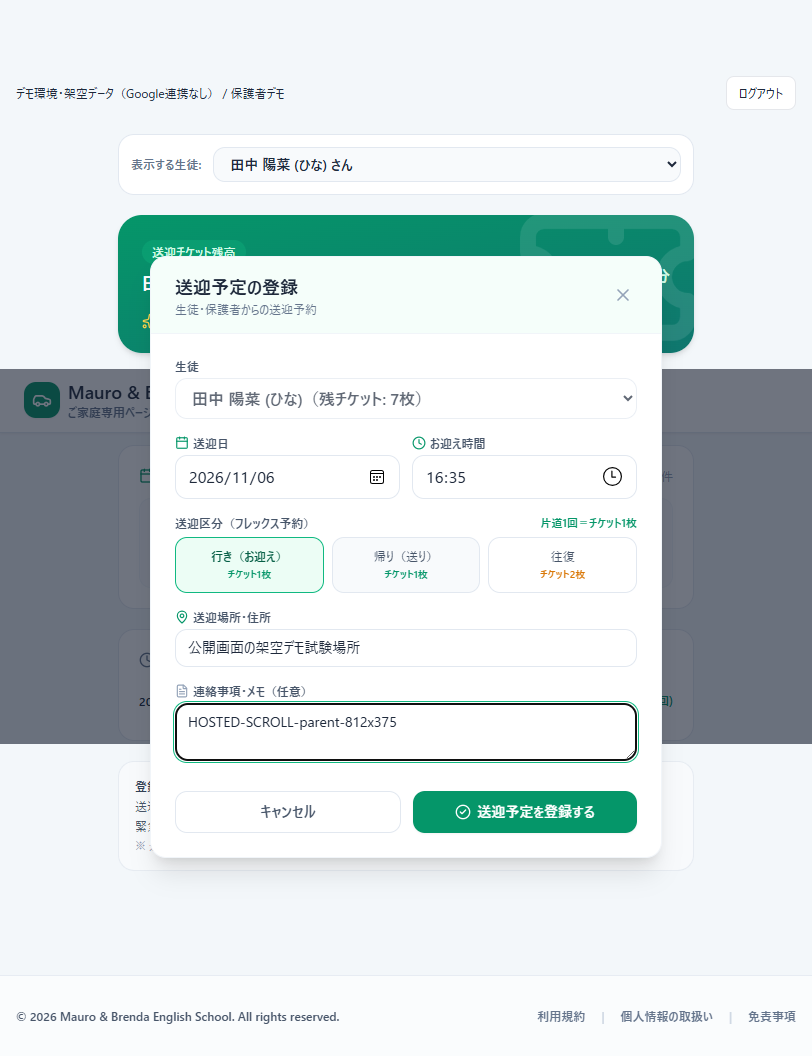 デモ環境・架空データ（Google連携なし） / 保護者デモ
ログアウト
表示する生徒:
田中 陽菜 (ひな) さん
送迎チケット残高
分
送迎予定の登録
生徒・保護者からの送迎予約
生徒
田中 陽菜 (ひな)（残チケット: 7枚）
Mauro & B
ご家庭専用ページ
件
送迎日
お迎え時間
2026/11/06
16:35
送迎区分（フレックス予約）
片道1回＝チケット1枚
行き（お迎え）
チケット1枚
帰り（送り）
チケット1枚
往復
チケット2枚
送迎場所・住所
公開画面の架空デモ試験場所
連絡事項・メモ（任意）
20
回)
HOSTED-SCROLL-parent-812x375
登録
送迎
緊急
※
キャンセル
送迎予定を登録する
© 2026 Mauro & Brenda English School. All rights reserved.
利用規約 | 個人情報の取扱い | 免責事項